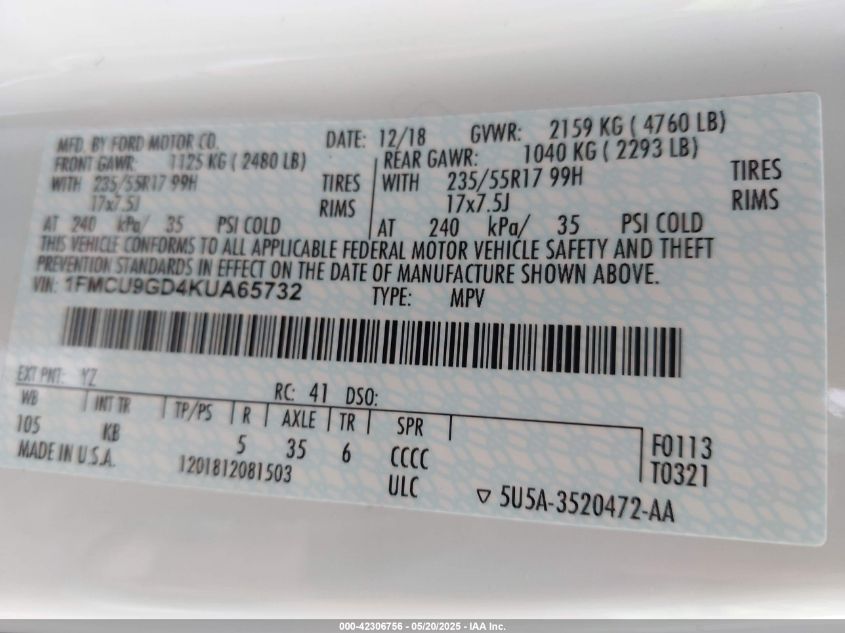 MFD. BY FORD MOTOR CO. DATE: 12/18 GVWR: 2159 KG ( 4760 LB)
FRONT GAWR: 1125 KG ( 2480 LB) REAR GAWR: 1040 KG ( 2293 LB)
WITH 235/55R17 99H TIRES WITH 235/55R17 99H TIRES
17x7.5J RIMS 17x7.5J RIMS
AT 240 kPa/ 35 PSI COLD AT 240 kPa/ 35 PSI COLD
THIS VEHICLE CONFORMS TO ALL APPLICABLE FEDERAL MOTOR VEHICLE SAFETY AND THEFT
PREVENTION STANDARDS IN EFFECT ON THE DATE OF MANUFACTURE SHOWN ABOVE.
VIN: 1FMCU9GD4KUA65732 TYPE: MPV
EXT PNT: YZ RC: 41 DSO:
WB INT TR TP/PS R AXLE TR SPR
105 KB 5 35 6 CCCC F0113
MADE IN U.S.A. 1201812081503 ULC T0321
▽ 5U5A-3520472-AA
000-42306756 — 05/20/2025 — IAA Inc.